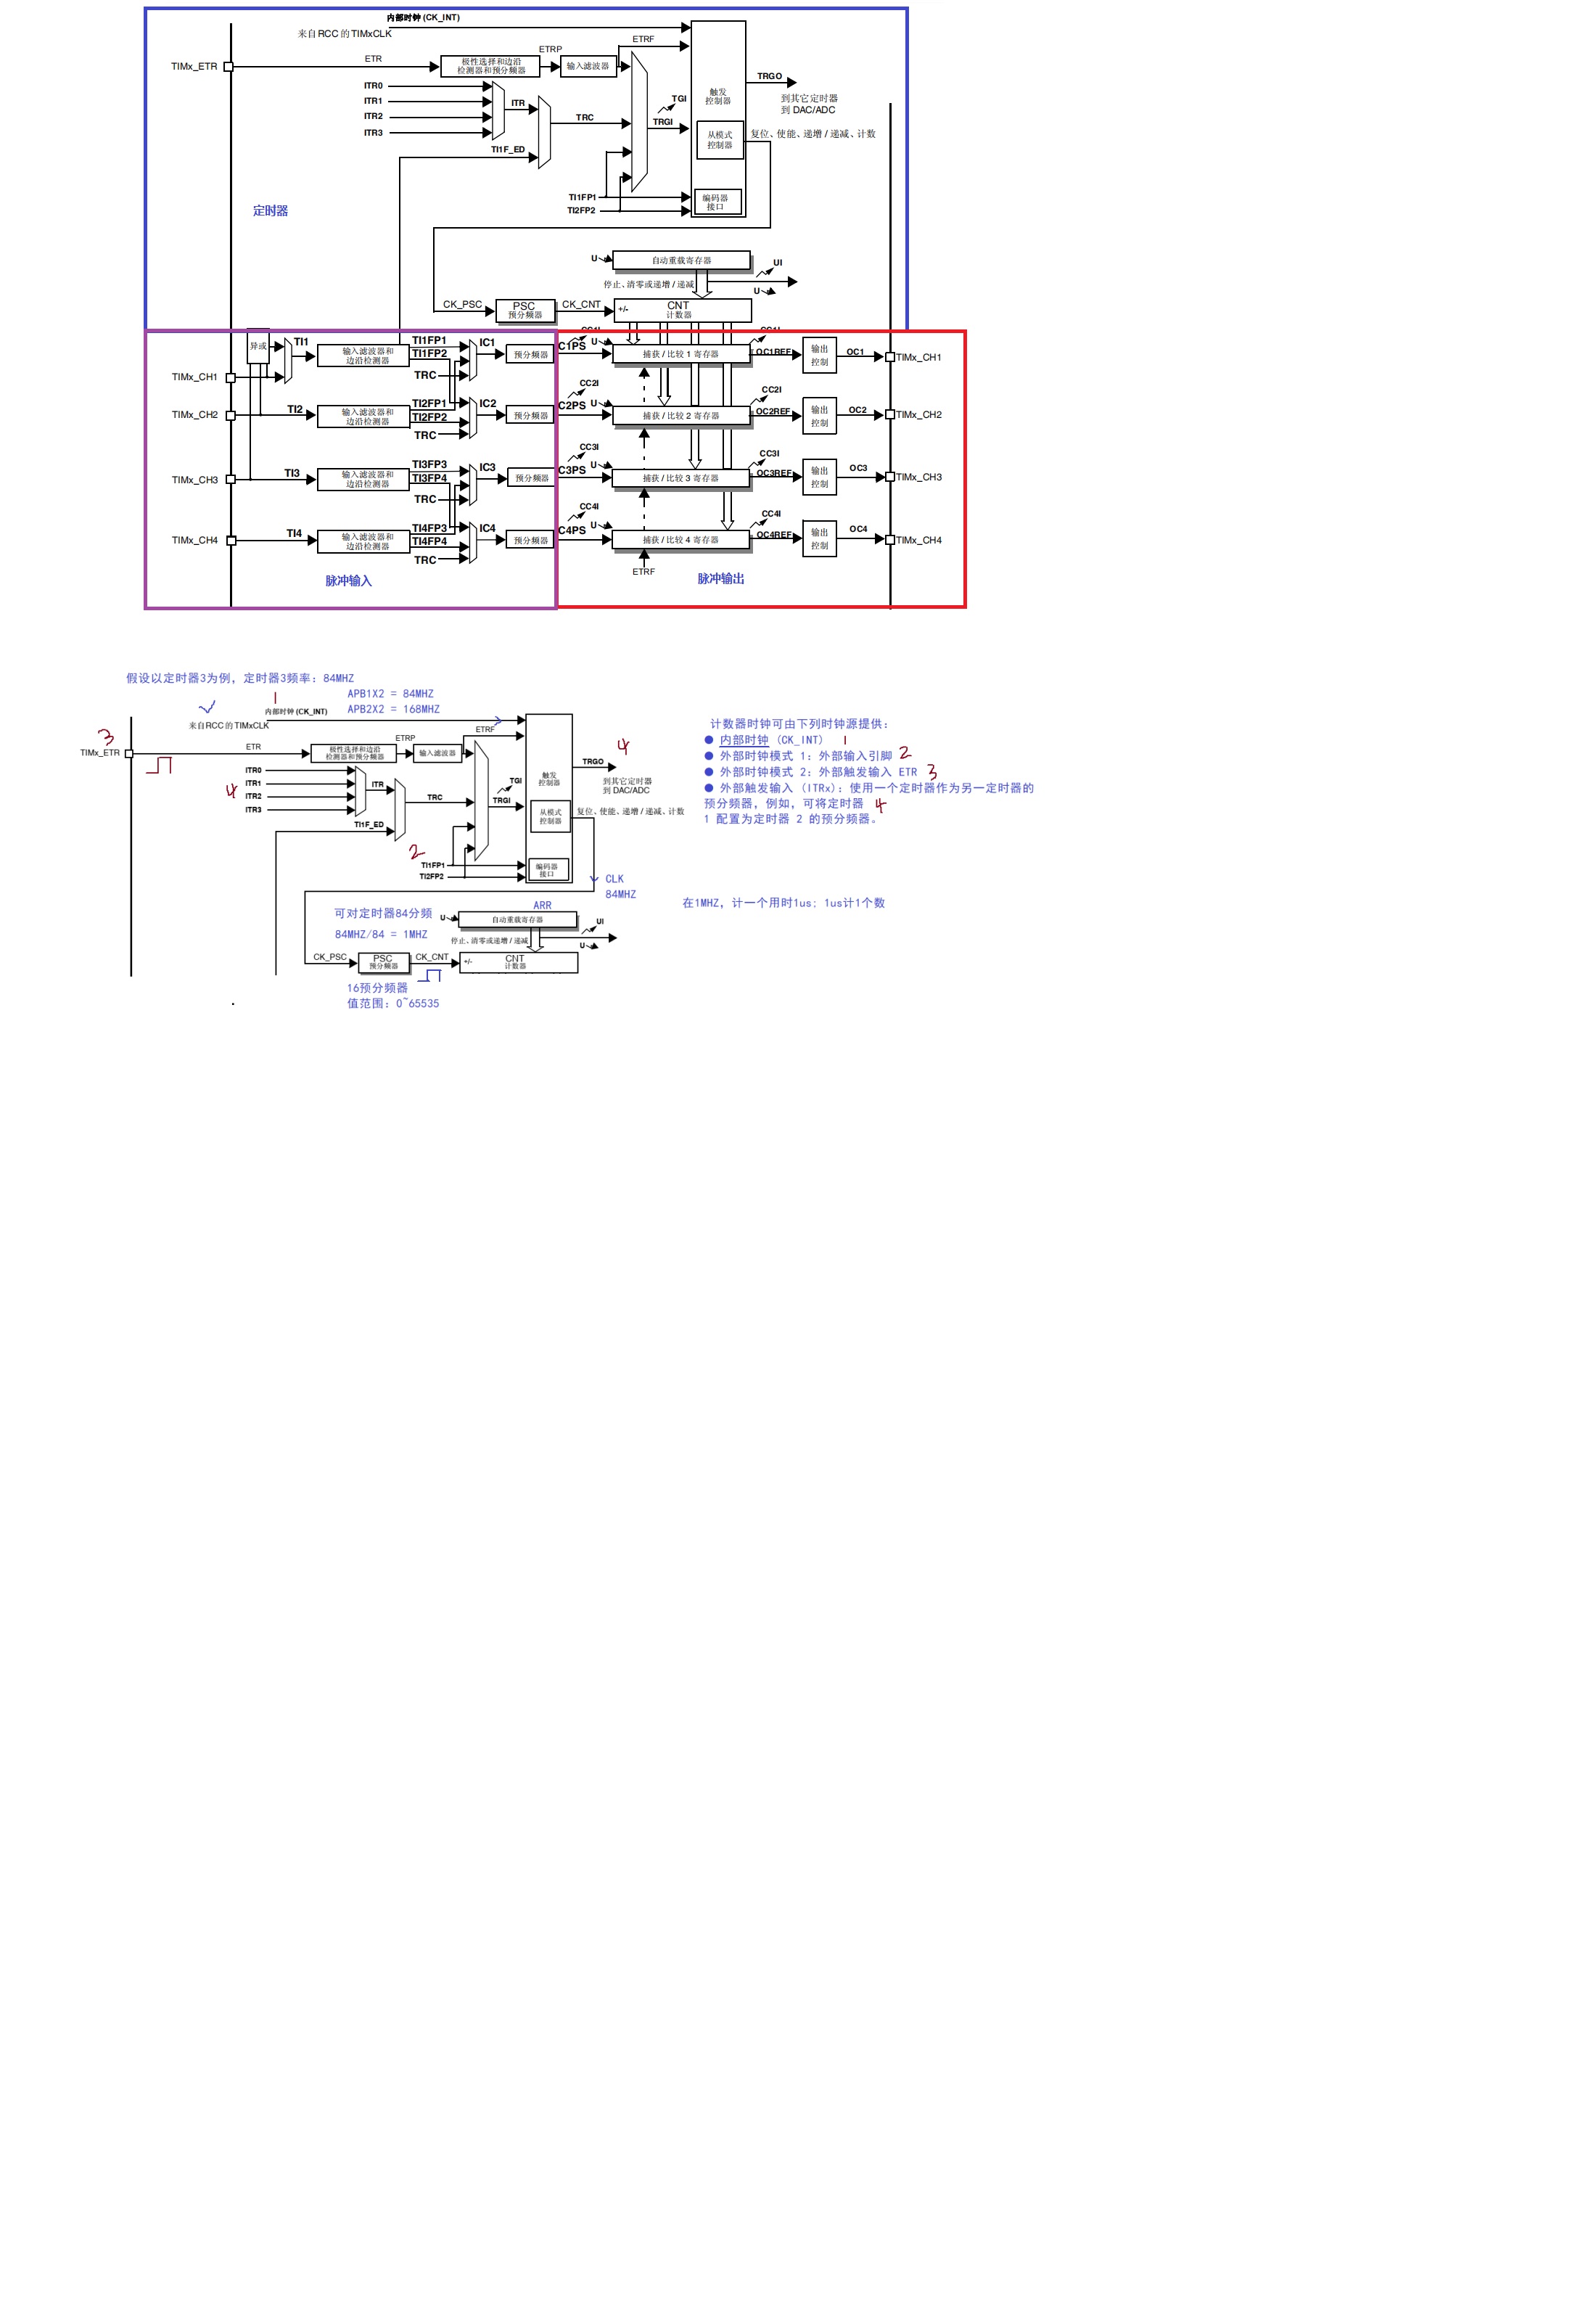 内部时钟 (CK_INT)
来自 RCC 的 TIMxCLK
ETRF
ETRP
TIMx_ETR
ETR
极性选择和边沿
检测器和预分频器
输入滤波器
TRGO
ITR0
ITR1
ITR2
ITR3
ITR
TRC
TGI
TRGI
触发
控制器
到其它定时器
到 DAC/ADC
从模式
控制器
复位、使能、递增 / 递减、计数
TI1F_ED
TI1FP1
TI2FP2
编码器
接口
定时器
U
自动重载寄存器
UI
停止、清零或递增 / 递减
U
CK_PSC
PSC
预分频器
CK_CNT
+/-
CNT
计数器
异或
TI1
输入滤波器和
边沿检测器
TI1FP1
TI1FP2
TRC
IC1
预分频器
CC1I
C1PS
U
捕获 / 比较 1 寄存器
CC1I
OC1REF
输出
控制
OC1
TIMx_CH1
TIMx_CH1
TIMx_CH2
TI2
输入滤波器和
边沿检测器
TI2FP1
TI2FP2
TRC
IC2
预分频器
CC2I
C2PS
U
捕获 / 比较 2 寄存器
CC2I
OC2REF
输出
控制
OC2
TIMx_CH2
TIMx_CH3
TI3
输入滤波器和
边沿检测器
TI3FP3
TI3FP4
TRC
IC3
预分频器
CC3I
C3PS
U
捕获 / 比较 3 寄存器
CC3I
OC3REF
输出
控制
OC3
TIMx_CH3
TIMx_CH4
TI4
输入滤波器和
边沿检测器
TI4FP3
TI4FP4
TRC
IC4
预分频器
CC4I
C4PS
U
捕获 / 比较 4 寄存器
CC4I
OC4REF
输出
控制
OC4
TIMx_CH4
ETRF
脉冲输入
脉冲输出
假设以定时器3为例，定时器3频率：84MHZ
1
APB1X2 = 84MHZ
APB2X2 = 168MHZ
内部时钟 (CK_INT)
来自RCC 的 TIMxCLK
ETRF
ETRP
3
TIMx_ETR
ETR
极性选择和边沿
检测器和预分频器
输入滤波器
4
TRGO
ITR0
ITR1
ITR2
ITR3
4
ITR
TRC
TGI
TRGI
触发
控制器
到其它定时器
到 DAC/ADC
从模式
控制器
复位、使能、递增 / 递减、计数
TI1F_ED
2
TI1FP1
TI2FP2
编码器
接口
CLK
84MHZ
计数器时钟可由下列时钟源提供：
● 内部时钟 (CK_INT) 1
● 外部时钟模式 1：外部输入引脚 2
● 外部时钟模式 2：外部触发输入 ETR 3
● 外部触发输入 (ITRx)：使用一个定时器作为另一定时器的
预分频器，例如，可将定时器 4
1 配置为定时器 2 的预分频器。
在1MHZ，计一个用时1us; 1us计1个数
可对定时器84分频
84MHZ/84 = 1MHZ
ARR
U
自动重载寄存器
UI
停止、清零或递增 / 递减
U
CK_PSC
PSC
预分频器
CK_CNT
+/-
CNT
计数器
16预分频器
值范围：0~65535